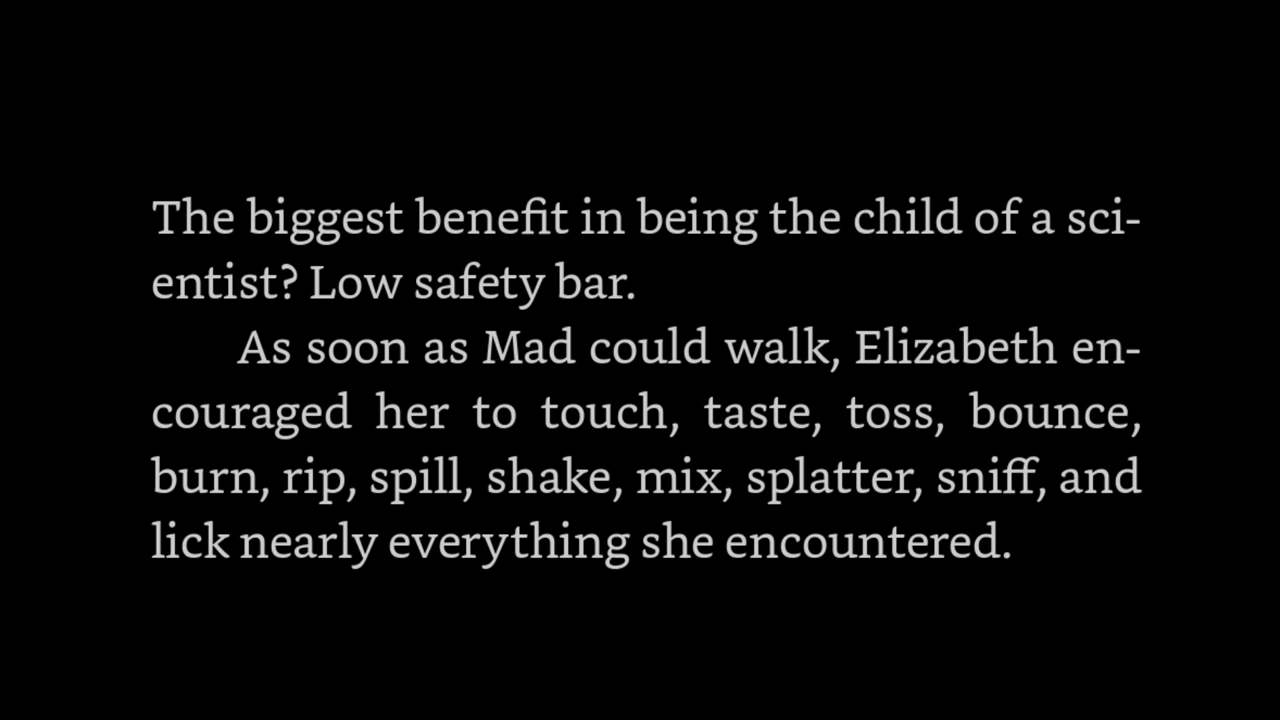 The biggest benefit in being the child of a sci-
entist? Low safety bar.
As soon as Mad could walk, Elizabeth en-
couraged her to touch, taste, toss, bounce,
burn, rip, spill, shake, mix, splatter, sniff, and
lick nearly everything she encountered.